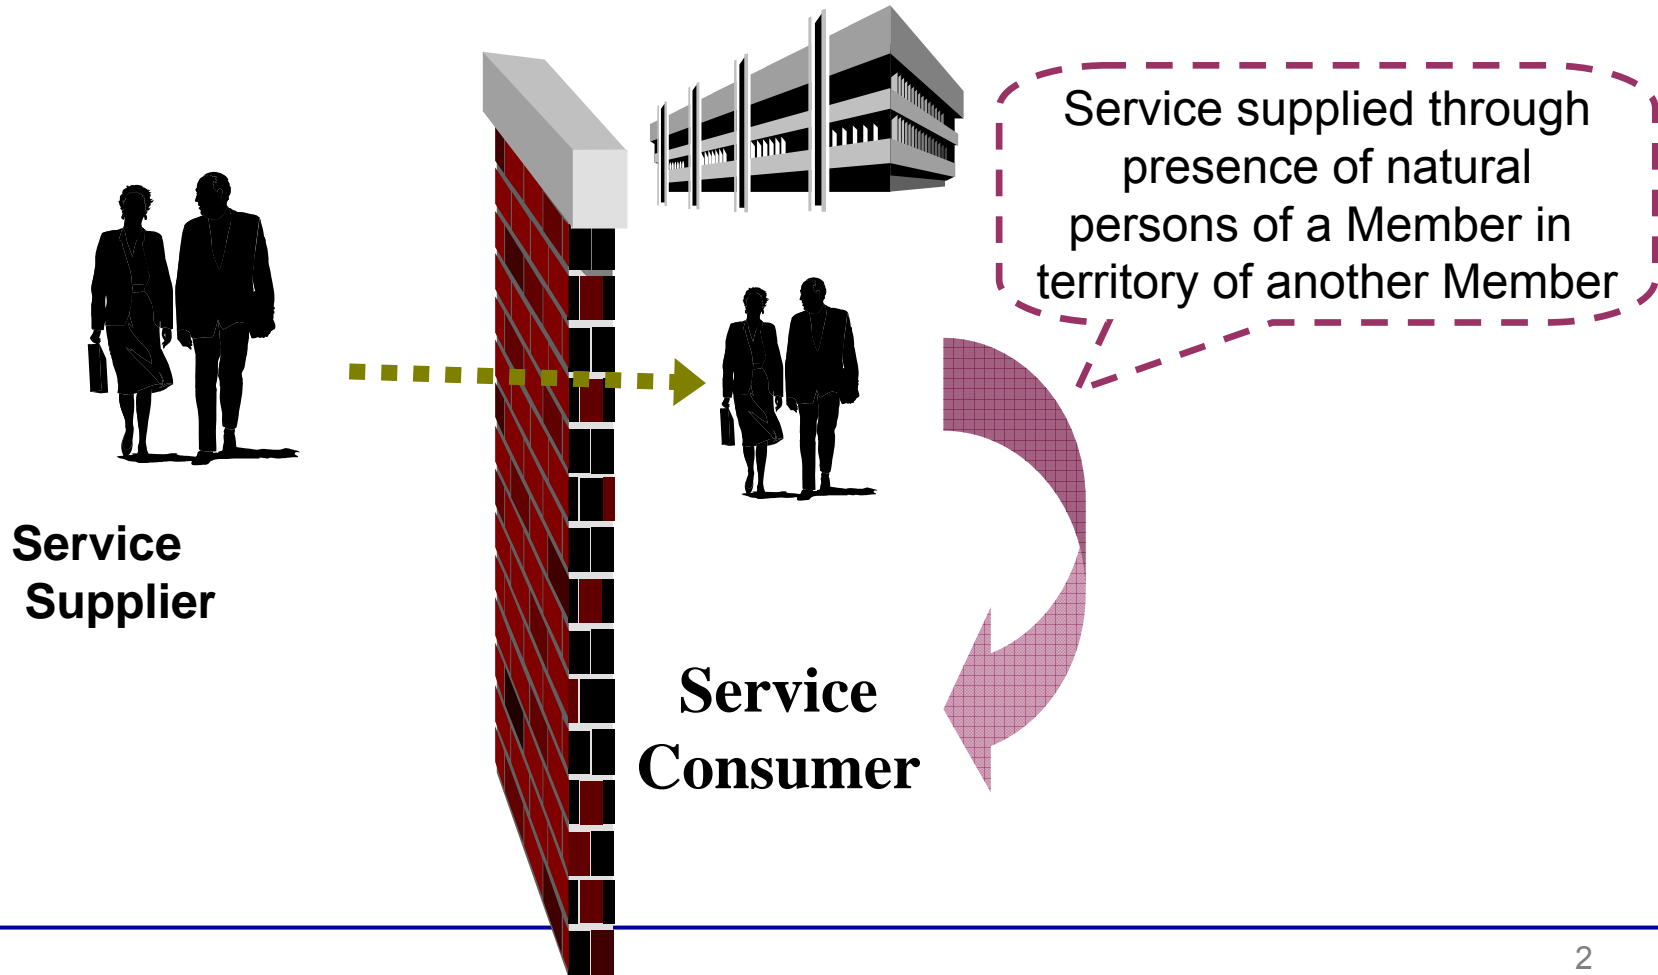 Service supplied through
presence of natural
persons of a Member in
territory of another Member
Service
Supplier
Service
Consumer
2